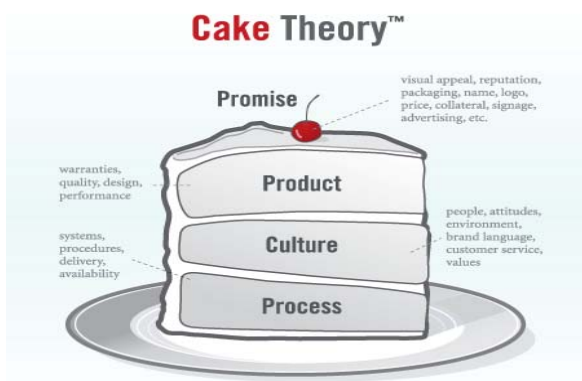 Cake Theory™
Promise
visual appeal, reputation,
packaging, name, logo,
price, collateral, signage,
advertising, etc.
Product
warranties,
quality, design,
performance
Culture
people, attitudes,
environment,
brand language,
customer service,
values
systems,
procedures,
delivery,
availability
Process